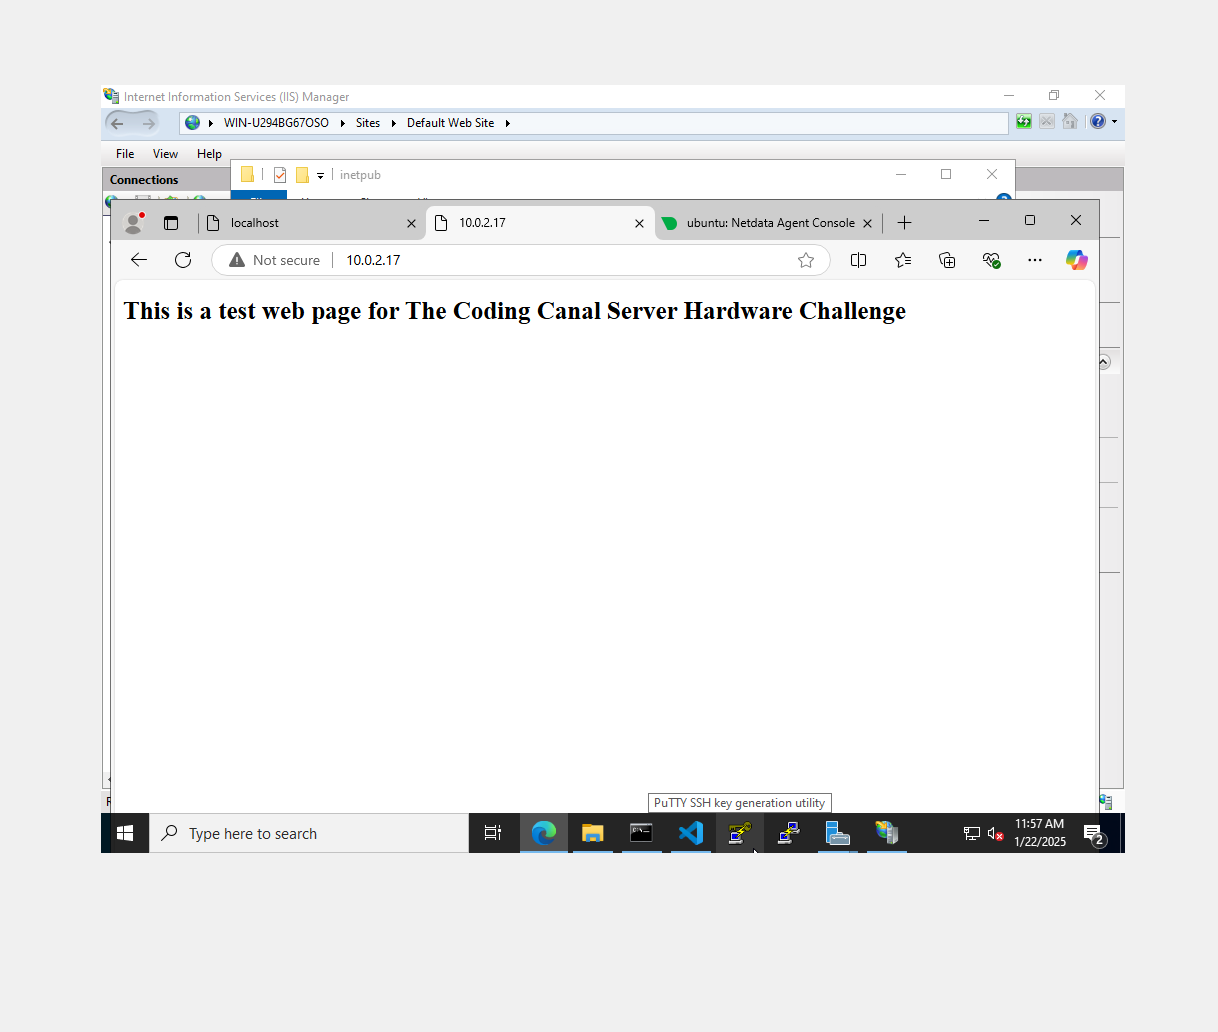 Internet Information Services (IIS) Manager
WIN-U294BG67OSO Sites Default Web Site
File View Help
Connections
inetpub
localhost
10.0.2.17
ubuntu: Netdata Agent Console
Not secure 10.0.2.17
This is a test web page for The Coding Canal Server Hardware Challenge
PuTTY SSH key generation utility
Type here to search
11:57 AM
1/22/2025
2